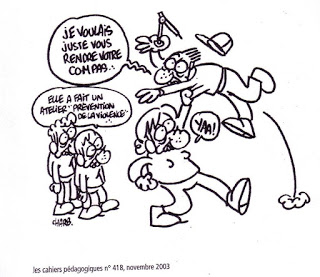 JE VOULAIS
JUSTE VOUS
RENDRE VOTRE
COMPAS...
ELLE A FAIT UN
ATELIER "PRÉVENTION
DE LA VIOLENCE"
YAA!
CHARB
les cahiers pédagogiques n° 418, novembre 2003